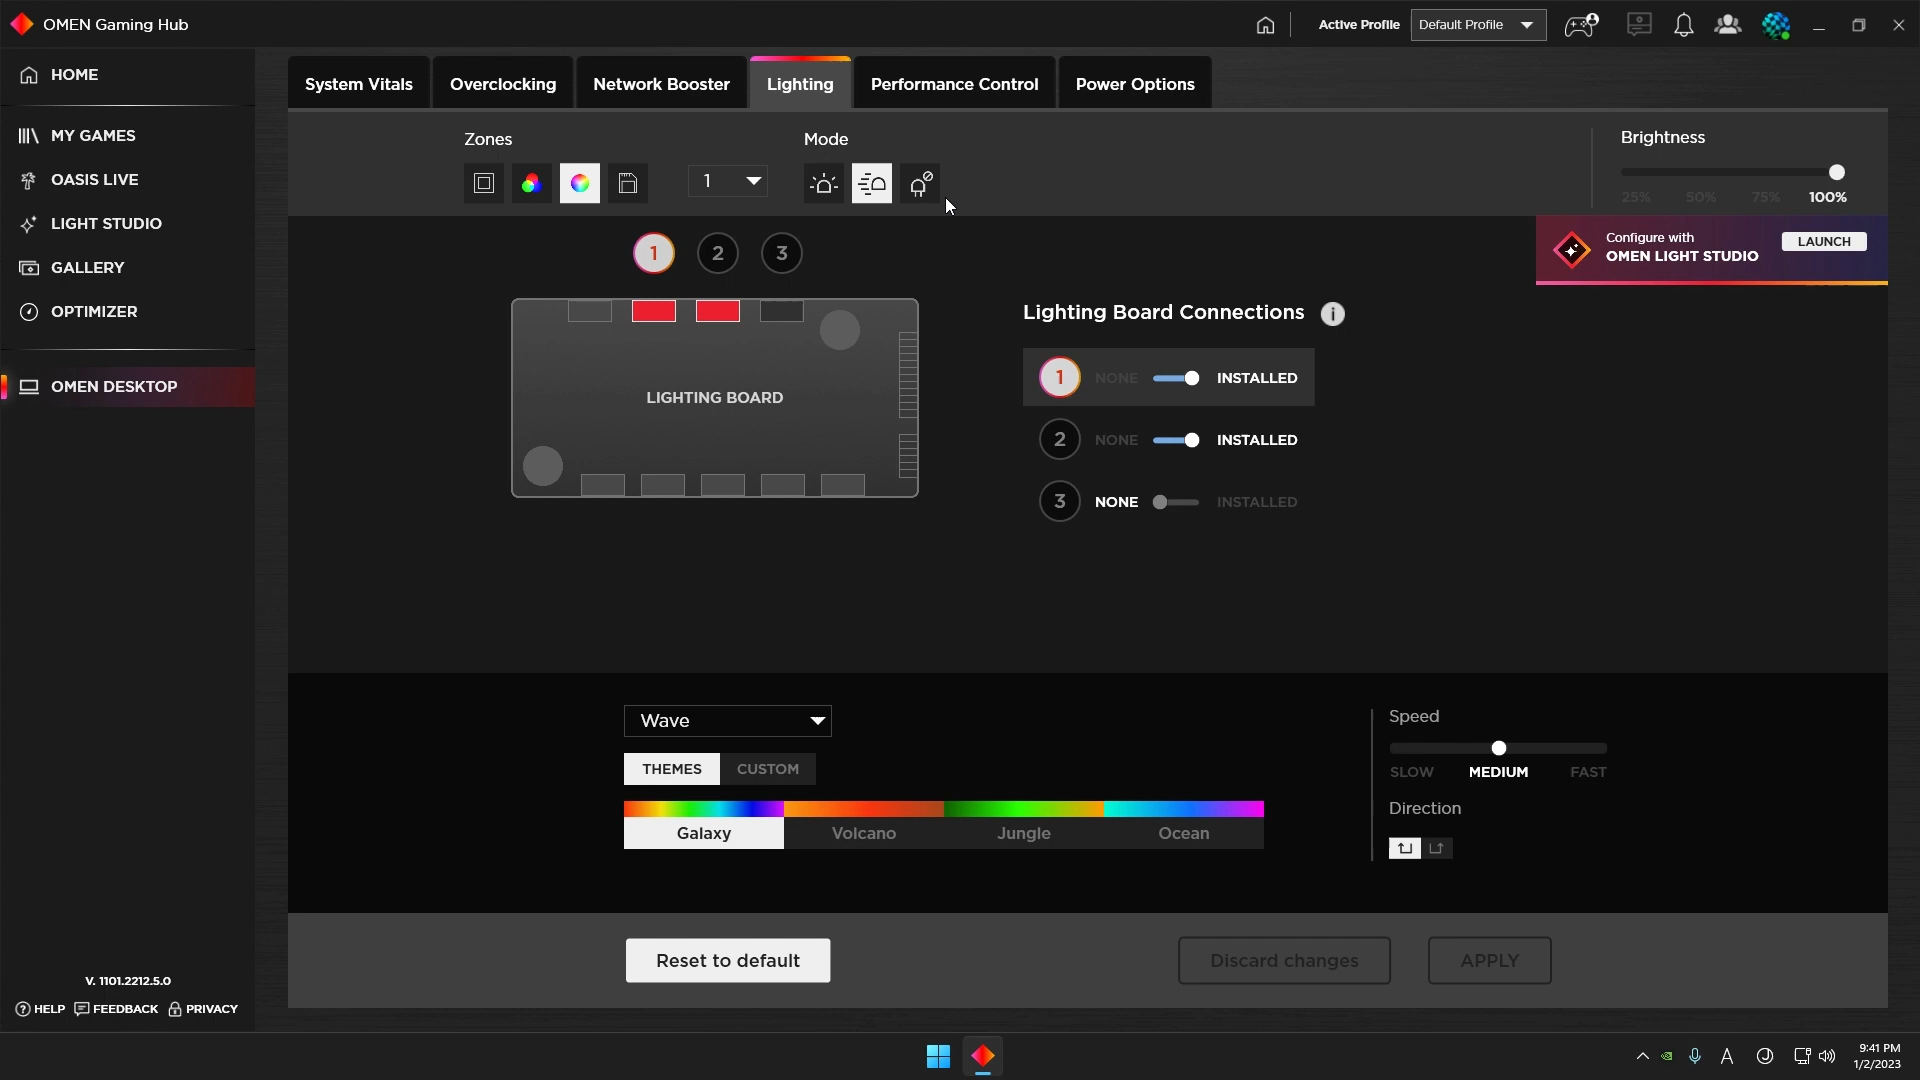 OMEN Gaming Hub
Active Profile
Default Profile
HOME
MY GAMES
OASIS LIVE
LIGHT STUDIO
GALLERY
OPTIMIZER
OMEN DESKTOP
V. 1101.2212.5.0
HELP
FEEDBACK
PRIVACY
System Vitals
Overclocking
Network Booster
Lighting
Performance Control
Power Options
Zones
1
Mode
Brightness
25%
50%
75%
100%
Configure with
OMEN LIGHT STUDIO
LAUNCH
1
2
3
LIGHTING BOARD
Lighting Board Connections
i
1
NONE
INSTALLED
2
NONE
INSTALLED
3
NONE
INSTALLED
Wave
THEMES
CUSTOM
Galaxy
Volcano
Jungle
Ocean
Speed
SLOW
MEDIUM
FAST
Direction
Reset to default
Discard changes
APPLY
A
9:41 PM
1/2/2023